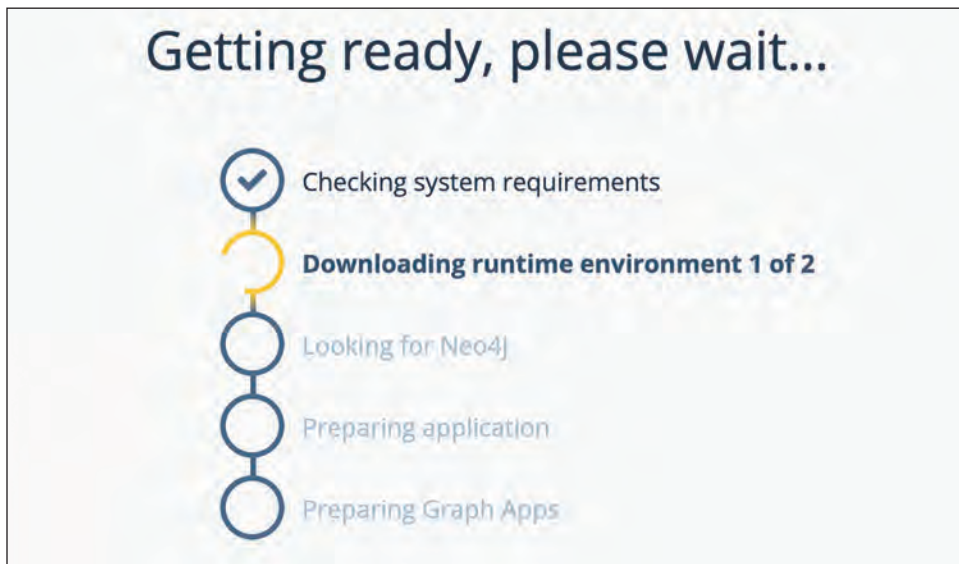 Getting ready, please wait...
Checking system requirements
Downloading runtime environment 1 of 2
Looking for Neo4j
Preparing application
Preparing Graph Apps